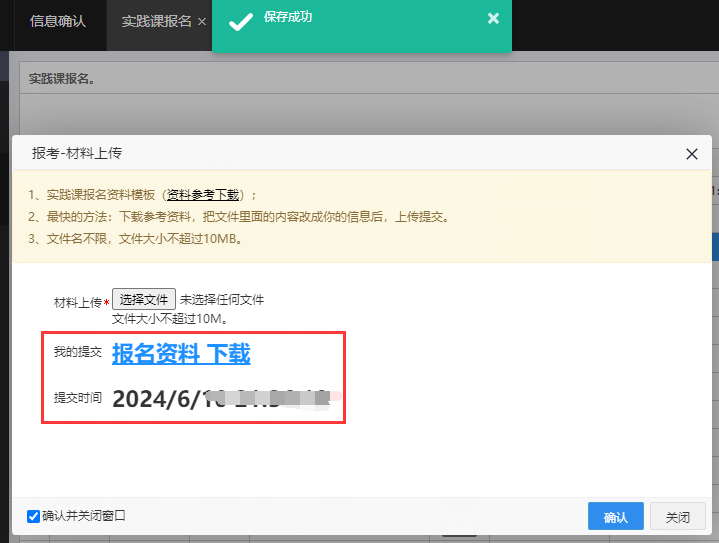 信息确认 实践课报名 ×
保存成功
实践课报名。
报考-材料上传
1、实践课报名资料模板（资料参考下载）；
2、最快的方法：下载参考资料，把文件里面的内容改成你的信息后，上传提交。
3、文件名不限，文件大小不超过10MB。
材料上传* 选择文件 未选择任何文件
文件大小不超过10M。
我的提交 报名资料 下载
提交时间 2024/6/
确认并关闭窗口 确认 关闭